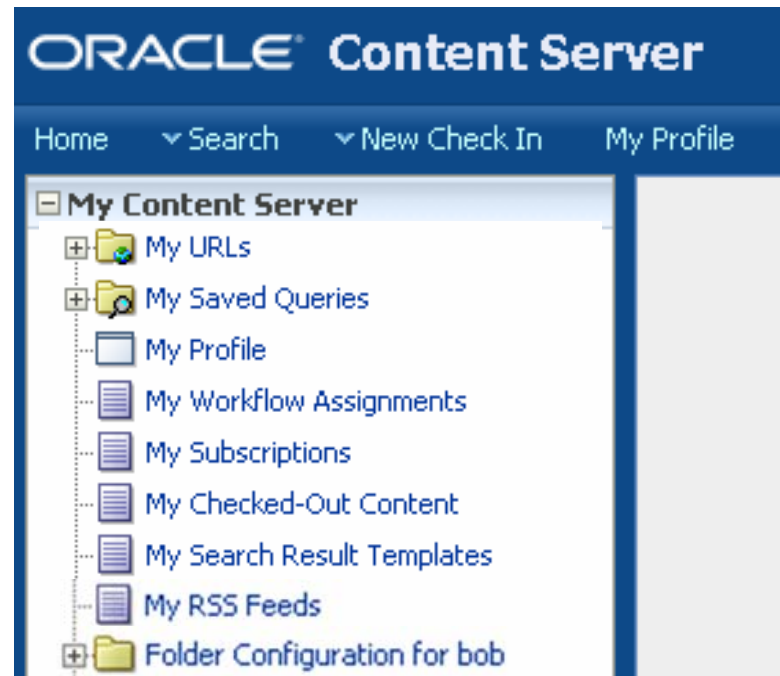 ORACLE Content Server
Home Search New Check In My Profile
My Content Server
My URLs
My Saved Queries
My Profile
My Workflow Assignments
My Subscriptions
My Checked-Out Content
My Search Result Templates
My RSS Feeds
Folder Configuration for bob